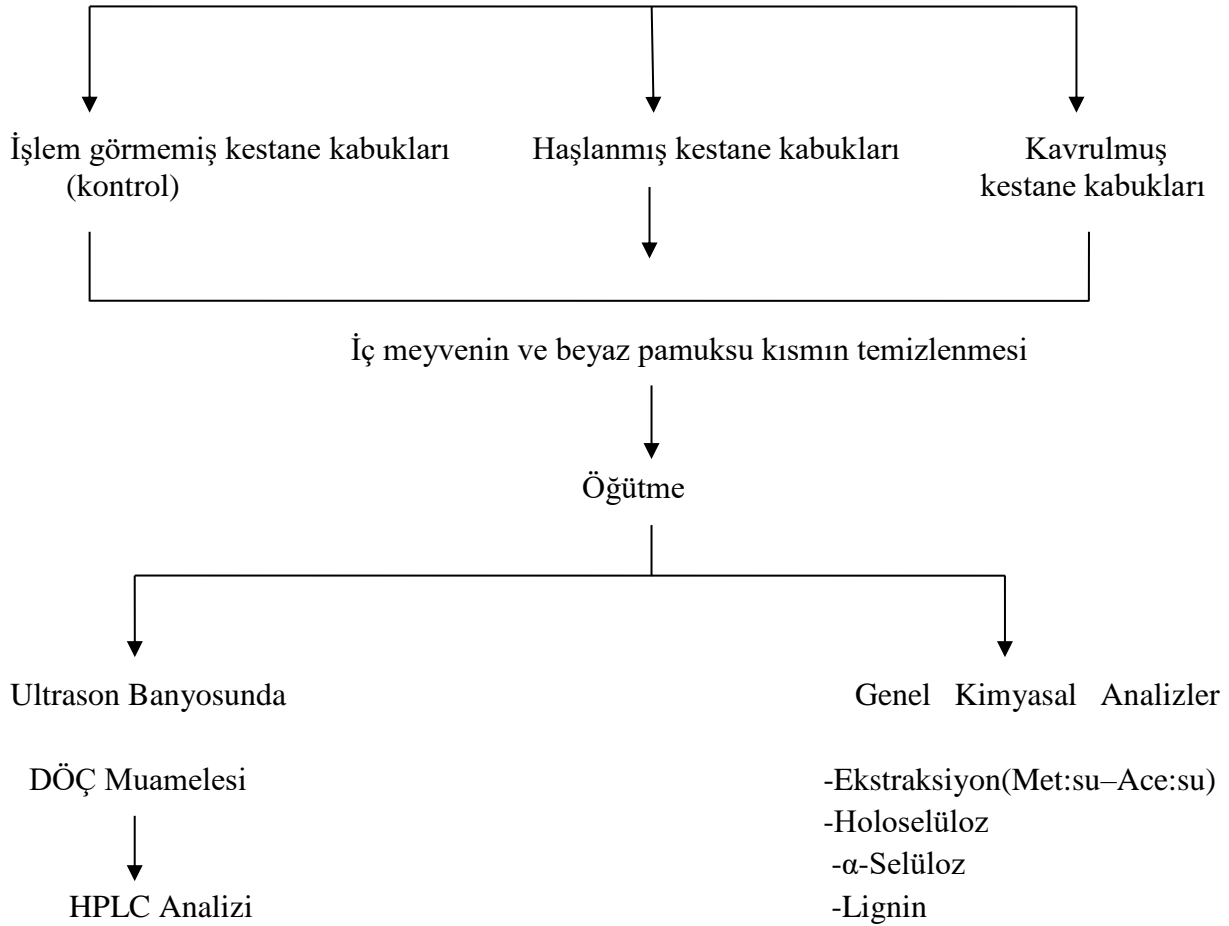 İşlem görmemiş kestane kabukları
(kontrol)
Haşlanmış kestane kabukları
Kavrulmuş
kestane kabukları
İç meyvenin ve beyaz pamuksu kısmın temizlenmesi
Öğütme
Ultrason Banyosunda
DÖÇ Muamelesi
HPLC Analizi
Genel Kimyasal Analizler
-Ekstraksiyon(Met:su–Ace:su)
-Holoselüloz
-α-Selüloz
-Lignin